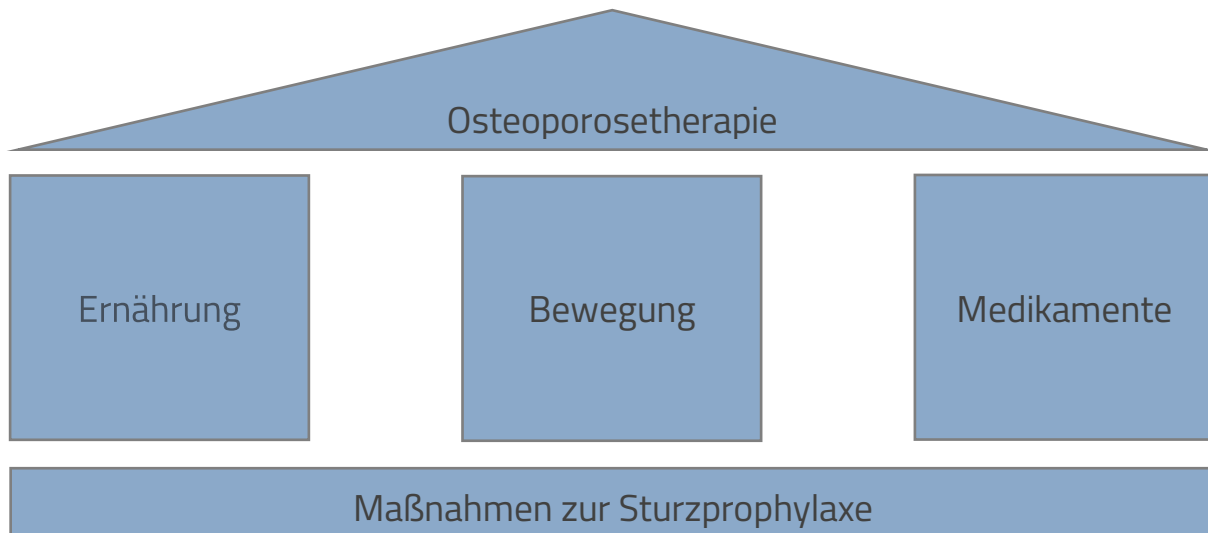 Osteoporosetherapie
Ernährung
Bewegung
Medikamente
Maßnahmen zur Sturzprophylaxe